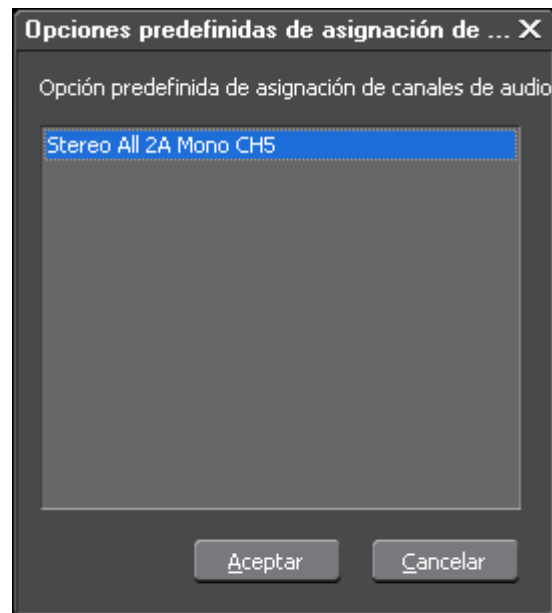 Opciones predefinidas de asignación de ... X
Opción predefinida de asignación de canales de audio
Stereo All 2A Mono CH5
Aceptar
Cancelar